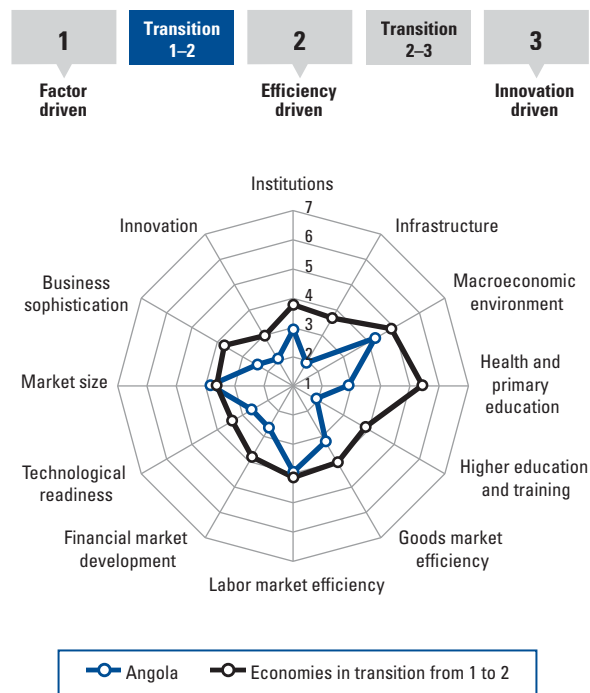 1
Transition
1–2
2
Transition
2–3
3
Factor
driven
Efficiency
driven
Innovation
driven
Institutions
Infrastructure
Macroeconomic
environment
Health and
primary
education
Higher education
and training
Goods market
efficiency
Labor market efficiency
Financial market
development
Technological
readiness
Market size
Business
sophistication
Innovation
7
6
5
4
3
2
1
Angola
Economies in transition from 1 to 2